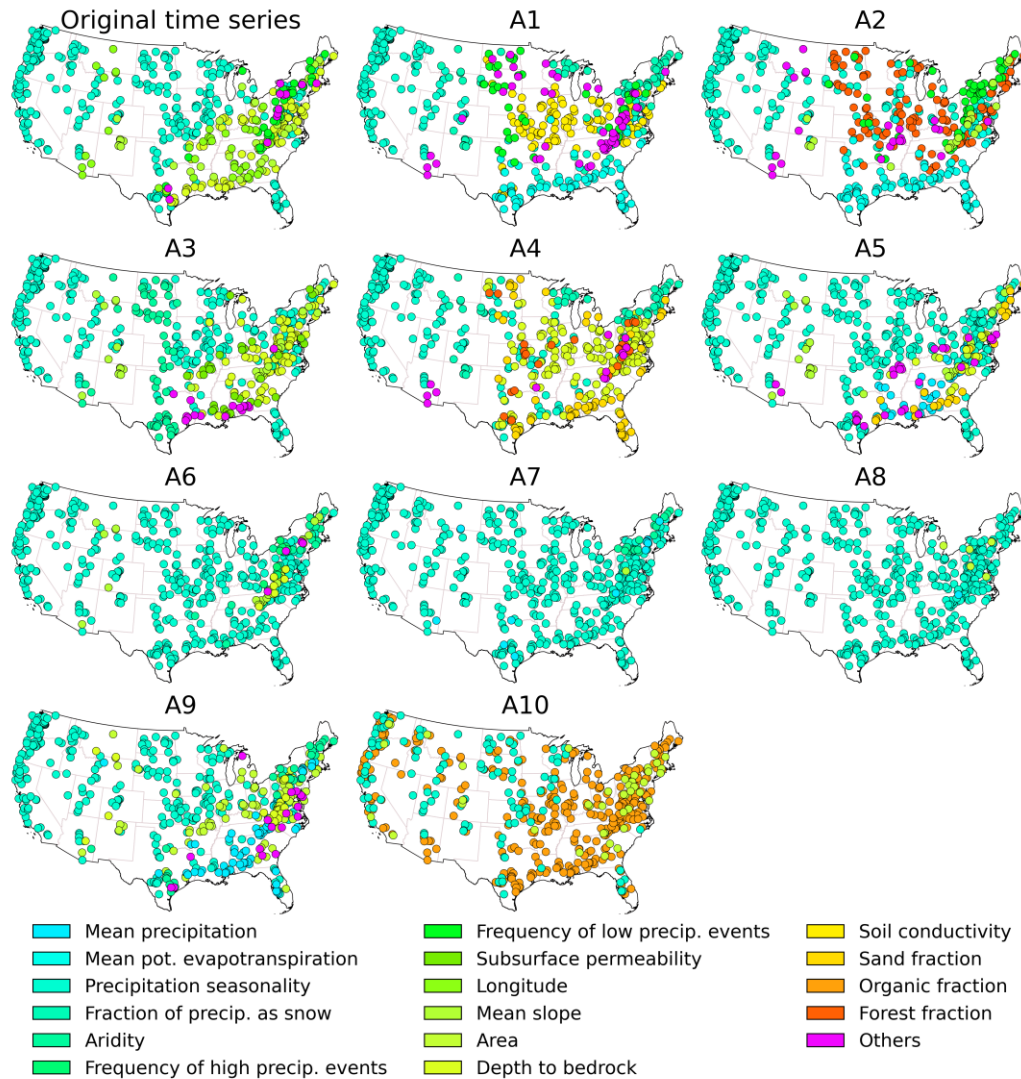 Original time series
A1
A2
A3
A4
A5
A6
A7
A8
A9
A10
Mean precipitation
Mean pot. evapotranspiration
Precipitation seasonality
Fraction of precip. as snow
Aridity
Frequency of high precip. events
Frequency of low precip. events
Subsurface permeability
Longitude
Mean slope
Area
Depth to bedrock
Soil conductivity
Sand fraction
Organic fraction
Forest fraction
Others